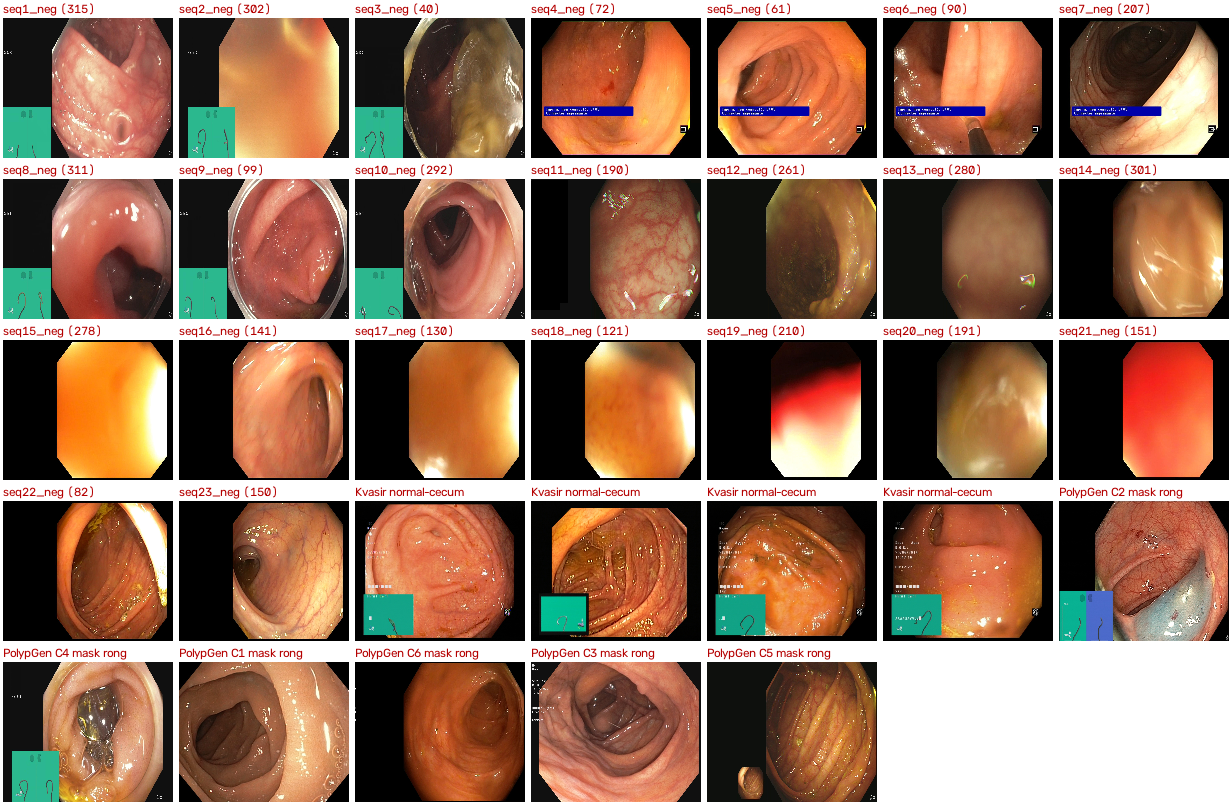 seq1_neg (315)
seq2_neg (302)
seq3_neg (40)
seq4_neg (72)
seq5_neg (61)
seq6_neg (90)
seq7_neg (207)
seq8_neg (311)
seq9_neg (99)
seq10_neg (292)
seq11_neg (190)
seq12_neg (261)
seq13_neg (280)
seq14_neg (301)
seq15_neg (278)
seq16_neg (141)
seq17_neg (130)
seq18_neg (121)
seq19_neg (210)
seq20_neg (191)
seq21_neg (151)
seq22_neg (82)
seq23_neg (150)
Kvasir normal-cecum
Kvasir normal-cecum
Kvasir normal-cecum
Kvasir normal-cecum
PolypGen C2 mask rong
PolypGen C4 mask rong
PolypGen C1 mask rong
PolypGen C6 mask rong
PolypGen C3 mask rong
PolypGen C5 mask rong